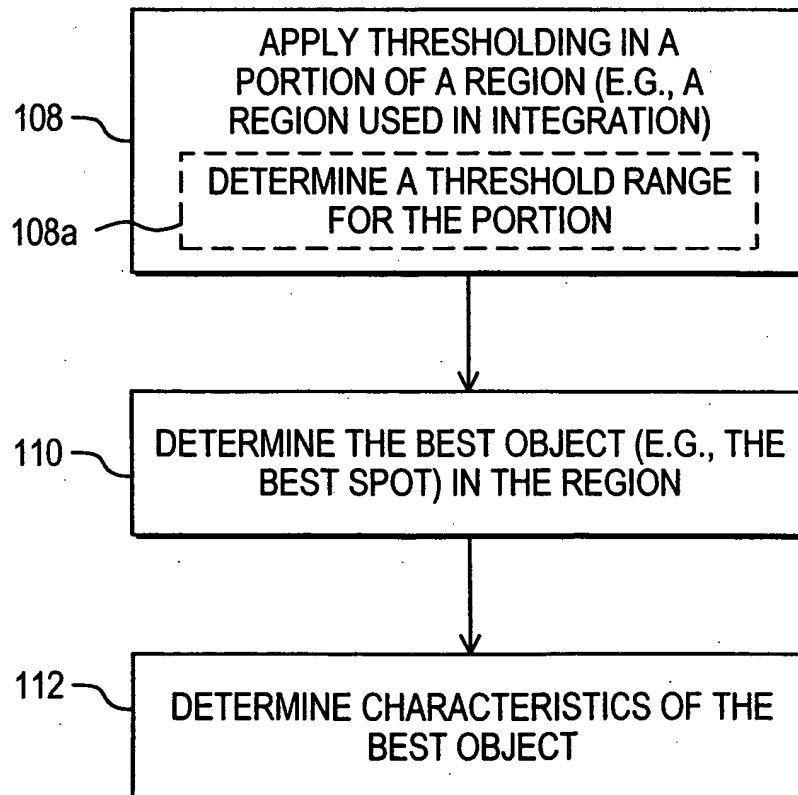 APPLY THRESHOLDING IN A
PORTION OF A REGION (E.G., A
REGION USED IN INTEGRATION)
108
DETERMINE A THRESHOLD RANGE
FOR THE PORTION
108a
DETERMINE THE BEST OBJECT (E.G., THE
BEST SPOT) IN THE REGION
110
DETERMINE CHARACTERISTICS OF THE
BEST OBJECT
112